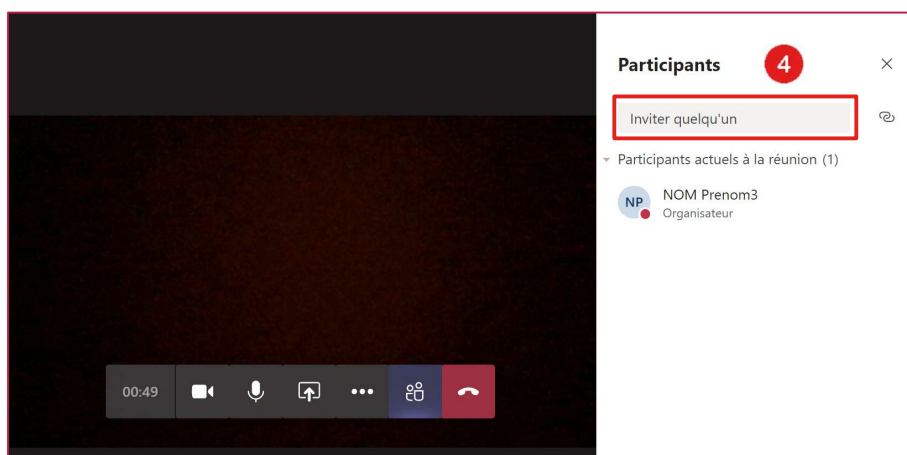 Participants
4
Inviter quelqu'un
Participants actuels à la réunion (1)
NP
NOM Prenom3
Organisateur
00:49